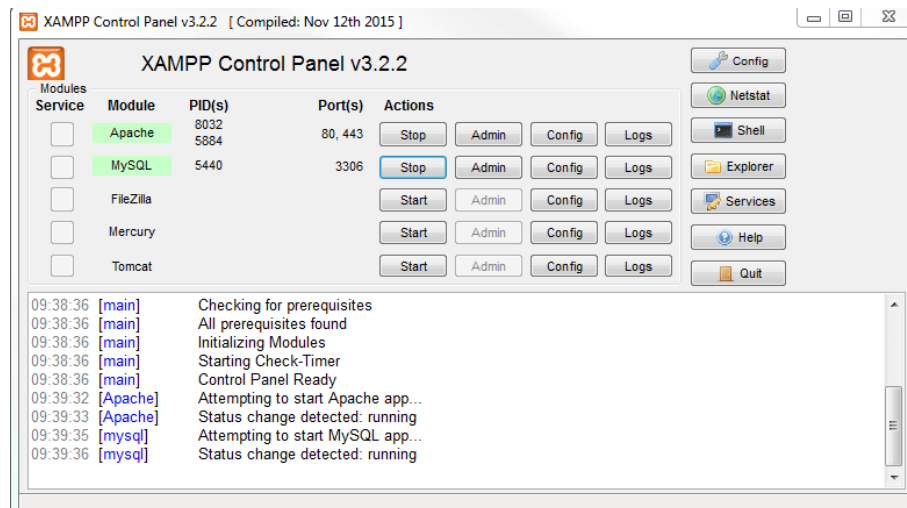 XAMPP Control Panel v3.2.2 [ Compiled: Nov 12th 2015 ]
XAMPP Control Panel v3.2.2
Modules
Service Module PID(s) Port(s) Actions
Apache 8032 5884 80, 443 Stop Admin Config Logs
MySQL 5440 3306 Stop Admin Config Logs
FileZilla Start Admin Config Logs
Mercury Start Admin Config Logs
Tomcat Start Admin Config Logs
Config
Netstat
Shell
Explorer
Services
Help
Quit
09:38:36 [main] Checking for prerequisites
09:38:36 [main] All prerequisites found
09:38:36 [main] Initializing Modules
09:38:36 [main] Starting Check-Timer
09:38:36 [main] Control Panel Ready
09:39:32 [Apache] Attempting to start Apache app...
09:39:33 [Apache] Status change detected: running
09:39:35 [mysql] Attempting to start MySQL app...
09:39:36 [mysql] Status change detected: running